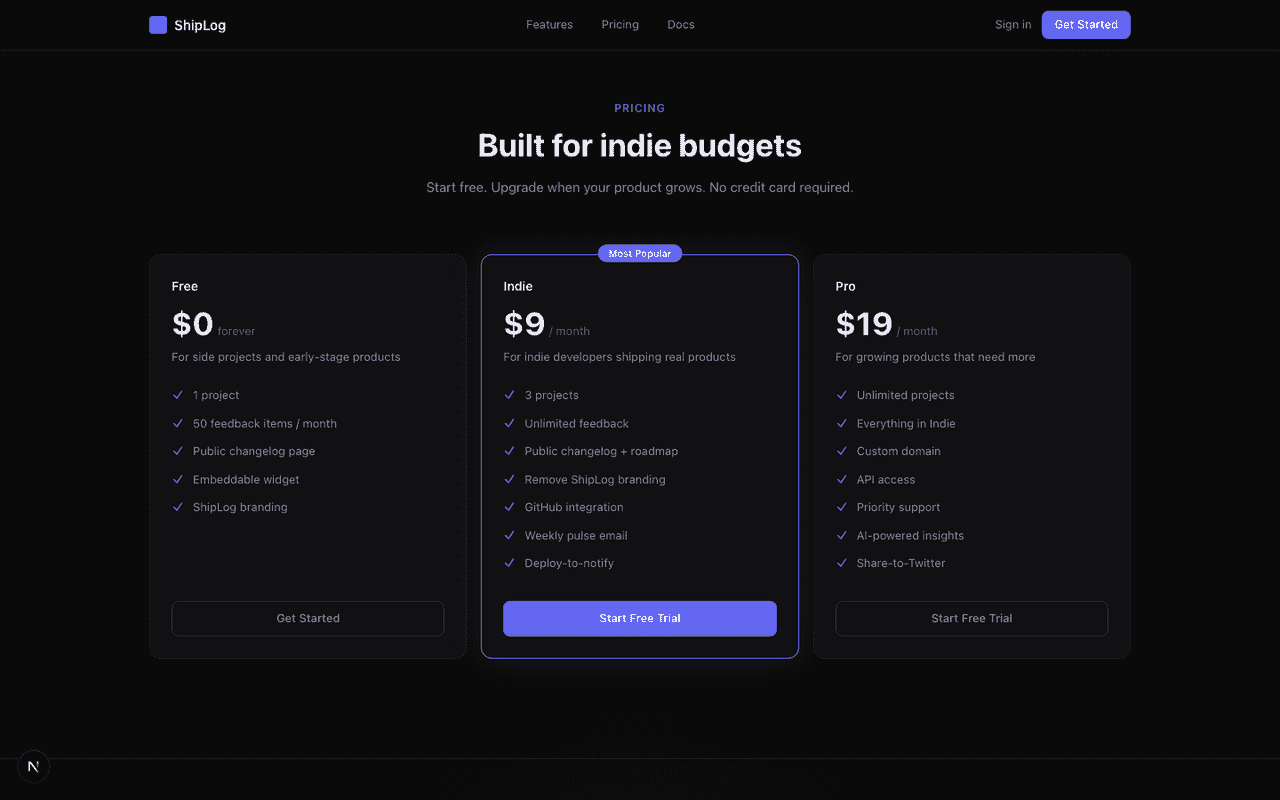 ShipLog
Features
Pricing
Docs
Sign in
Get Started
PRICING
Built for indie budgets
Start free. Upgrade when your product grows. No credit card required.
Free
$0 forever
For side projects and early-stage products
1 project
50 feedback items / month
Public changelog page
Embeddable widget
ShipLog branding
Get Started
Most Popular
Indie
$9 / month
For indie developers shipping real products
3 projects
Unlimited feedback
Public changelog + roadmap
Remove ShipLog branding
GitHub integration
Weekly pulse email
Deploy-to-notify
Start Free Trial
Pro
$19 / month
For growing products that need more
Unlimited projects
Everything in Indie
Custom domain
API access
Priority support
AI-powered insights
Share-to-Twitter
Start Free Trial
N